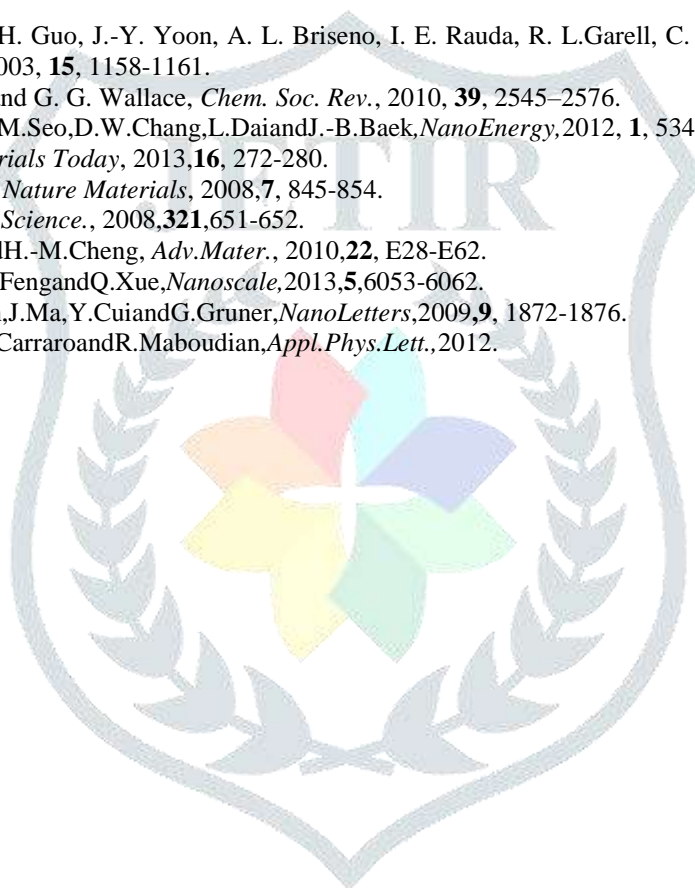 H. Guo, J.-Y. Yoon, A. L. Briseno, I. E. Rauda, R. L.Garell, C.
003, 15, 1158-1161.
nd G. G. Wallace, Chem. Soc. Rev., 2010, 39, 2545–2576.
M.Seo,D.W.Chang,L.DaiandJ.-B.Baek,NanoEnergy,2012, 1, 534
rials Today, 2013,16, 272-280.
Nature Materials, 2008,7, 845-854.
Science., 2008,321,651-652.
dH.-M.Cheng, Adv.Mater., 2010,22, E28-E62.
FengandQ.Xue,Nanoscale,2013,5,6053-6062.
,J.Ma,Y.CuiandG.Gruner,NanoLetters,2009,9, 1872-1876.
CarraroandR.Maboudian,Appl.Phys.Lett.,2012.
JETIR